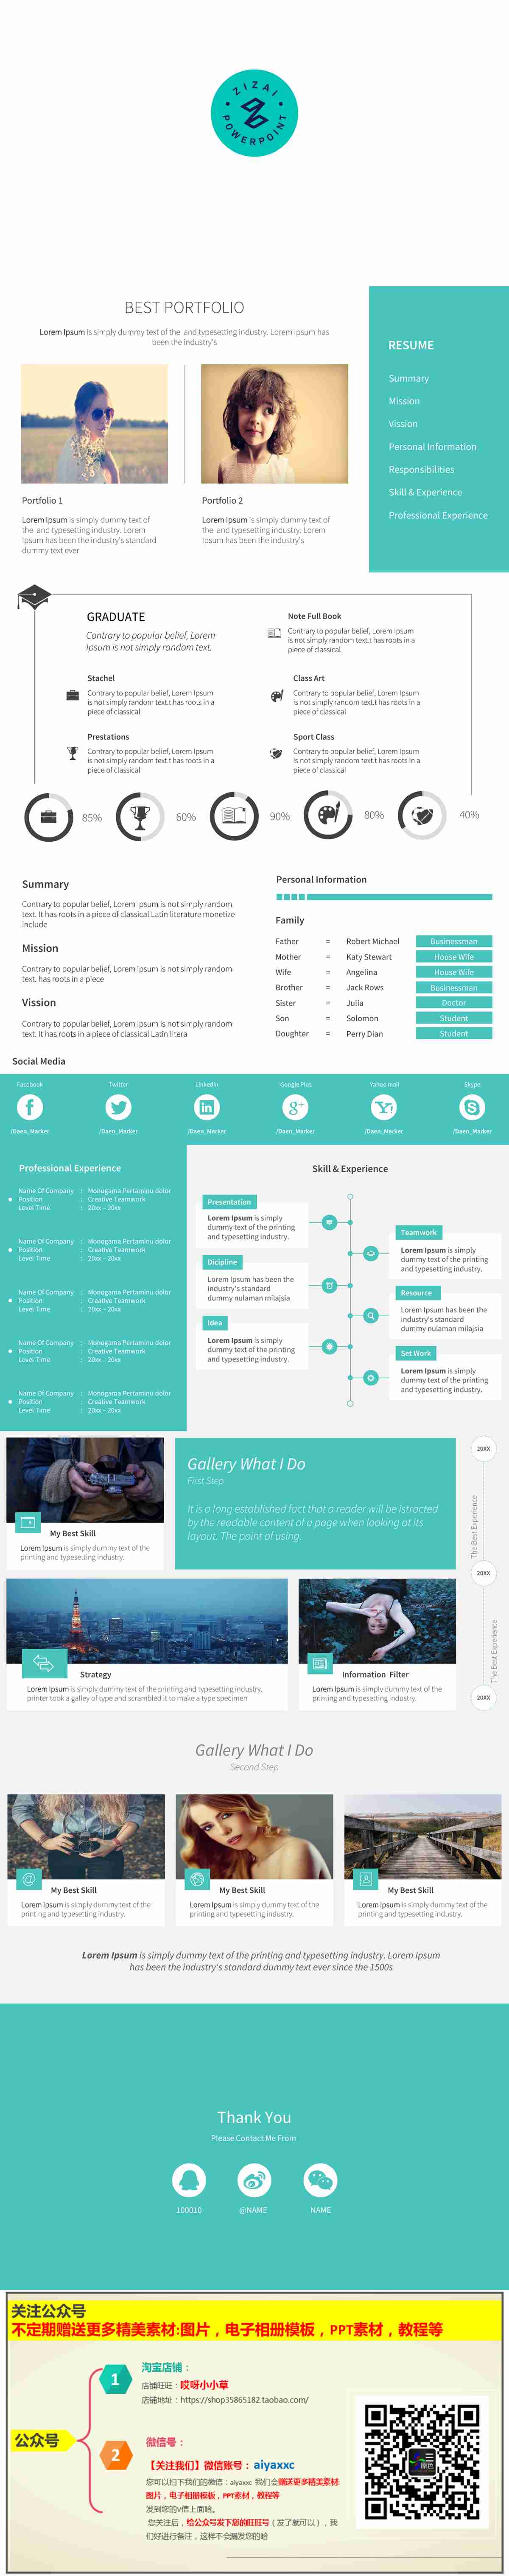 ZIZAI
POWERPOINT
BEST PORTFOLIO
Lorem Ipsum is simply dummy text of the and typesetting industry. Lorem Ipsum has
been the industry's
Portfolio 1
Lorem Ipsum is simply dummy text of
the and typesetting industry. Lorem
Ipsum has been the industry's standard
dummy text ever
Portfolio 2
Lorem Ipsum is simply dummy text of
the and typesetting industry. Lorem
Ipsum has been the industry's
RESUME
Summary
Mission
Vission
Personal Information
Responsibilities
Skill & Experience
Professional Experience
GRADUATE
Contrary to popular belief, Lorem
Ipsum is not simply random text.
Note Full Book
Contrary to popular belief, Lorem Ipsum
is not simply random text.t has roots in a
piece of classical
Stachel
Contrary to popular belief, Lorem Ipsum
is not simply random text.t has roots in a
piece of classical
Class Art
Contrary to popular belief, Lorem Ipsum
is not simply random text.t has roots in a
piece of classical
Prestations
Contrary to popular belief, Lorem Ipsum
is not simply random text.t has roots in a
piece of classical
Sport Class
Contrary to popular belief, Lorem Ipsum
is not simply random text.t has roots in a
piece of classical
85% 60% 90% 80% 40%
Summary
Contrary to popular belief, Lorem Ipsum is not simply random
text. It has roots in a piece of classical Latin literature monetize
include
Mission
Contrary to popular belief, Lorem Ipsum is not simply random
text. has roots in a piece
Vission
Contrary to popular belief, Lorem Ipsum is not simply random
text. It has roots in a piece of classical Latin litera
Personal Information
Family
Father = Robert Michael Businessman
Mother = Katy Stewart House Wife
Wife = Angelina House Wife
Brother = Jack Rows Businessman
Sister = Julia Doctor
Son = Solomon Student
Doughter = Perry Dian Student
Social Media
Facebook Twitter Linkedin Google Plus Yahoo mail Skype
/Daen_Marker /Daen_Marker /Daen_Marker /Daen_Marker /Daen_Marker /Daen_Marker
Professional Experience
Name Of Company : Monogama Pertaminu dolor
Position : Creative Teamwork
Level Time : 20xx – 20xx
Name Of Company : Monogama Pertaminu dolor
Position : Creative Teamwork
Level Time : 20xx – 20xx
Name Of Company : Monogama Pertaminu dolor
Position : Creative Teamwork
Level Time : 20xx – 20xx
Name Of Company : Monogama Pertaminu dolor
Position : Creative Teamwork
Level Time : 20xx – 20xx
Name Of Company : Monogama Pertaminu dolor
Position : Creative Teamwork
Level Time : 20xx – 20xx
Skill & Experience
Presentation
Lorem Ipsum is simply
dummy text of the printing
and typesetting industry.
Teamwork
Lorem Ipsum is simply
dummy text of the printing
and typesetting industry.
Dicipline
Lorem Ipsum has been the
industry's standard
dummy nulaman milajsia
Resource
Lorem Ipsum has been the
industry's standard
dummy nulaman milajsia
Idea
Lorem Ipsum is simply
dummy text of the printing
and typesetting industry.
Set Work
Lorem Ipsum is simply
dummy text of the printing
and typesetting industry.
My Best Skill
Lorem Ipsum is simply dummy text of the
printing and typesetting industry.
Gallery What I Do
First Step
It is a long established fact that a reader will be istracted
by the readable content of a page when looking at its
layout. The point of using.
20XX
The Best Experience
20XX
The Best Experience
20XX
Strategy
Lorem Ipsum is simply dummy text of the printing and typesetting industry.
printer took a galley of type and scrambled it to make a type specimen
Information Filter
Lorem Ipsum is simply dummy text of the
printing and typesetting industry.
Gallery What I Do
Second Step
My Best Skill
Lorem Ipsum is simply dummy text of the
printing and typesetting industry.
My Best Skill
Lorem Ipsum is simply dummy text of the
printing and typesetting industry.
My Best Skill
Lorem Ipsum is simply dummy text of the
printing and typesetting industry.
Lorem Ipsum is simply dummy text of the printing and typesetting industry. Lorem Ipsum
has been the industry's standard dummy text ever since the 1500s
Thank You
Please Contact Me From
100010 @NAME NAME
关注公众号
不定期赠送更多精美素材:图片，电子相册模板，PPT素材，教程等
公众号
1
淘宝店铺：
店铺旺旺：哎呀小小草
店铺地址：https://shop35865182.taobao.com/
2
微信号：
【关注我们】微信账号：aiyaxxc
您可以扫下我们的微信：aiyaxxc 我们会赠送更多精美素材:
图片，电子相册模板，PPT素材，教程等
发到您的V信上面哈。
您关注后，给公众号发下您的旺旺号（发了就可以），我
们好进行备注，这样不会漏发您的哈